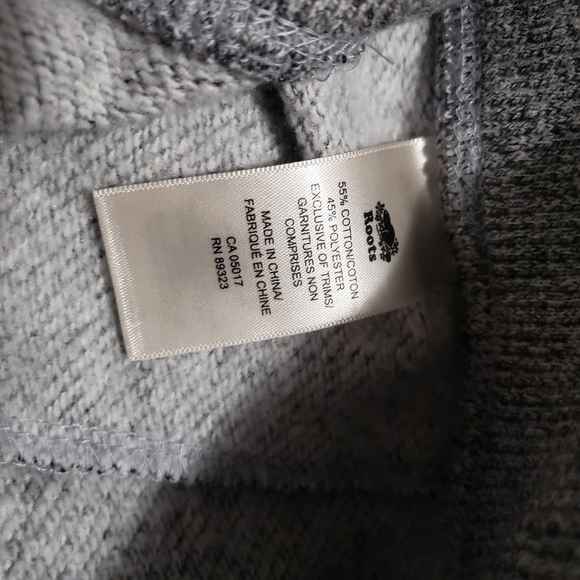 Roots
55% COTTON/COTON
45% POLYESTER
EXCLUSIVE OF TRIMS/
GARNITURES NON
COMPRISES
MADE IN CHINA/
FABRIQUÉ EN CHINE
CA 05017
RN 89323